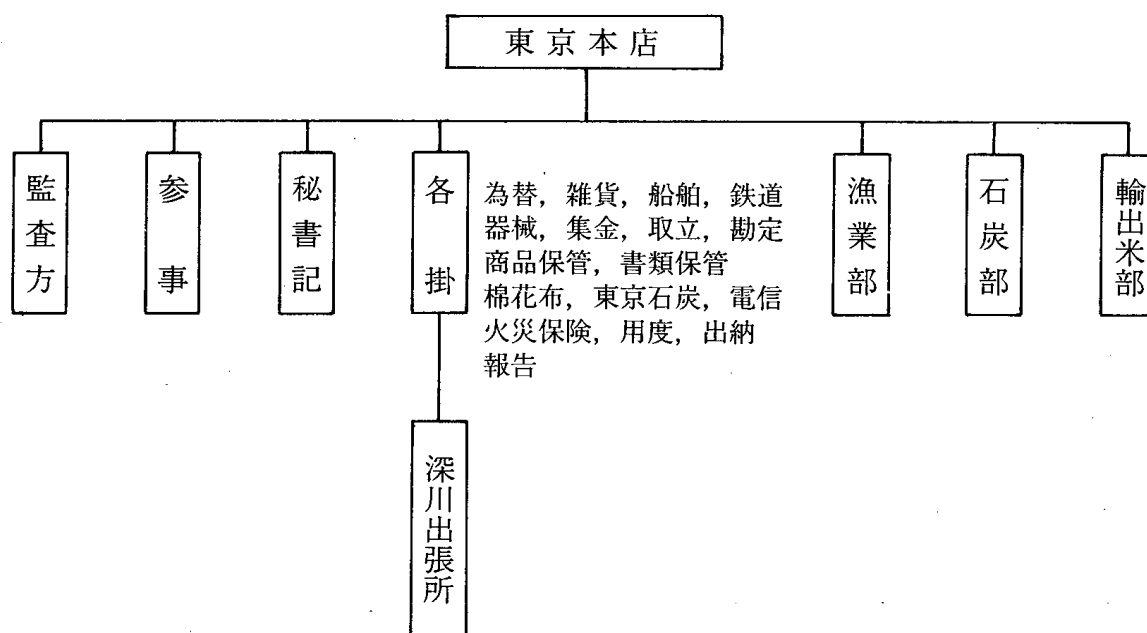 東京本店
監査方
参事
秘書記
各掛
為替，雑貨，船舶，鉄道
器械，集金，取立，勘定
商品保管，書類保管
棉花布，東京石炭，電信
火災保険，用度，出納
報告
漁業部
石炭部
輸出米部
深川出張所